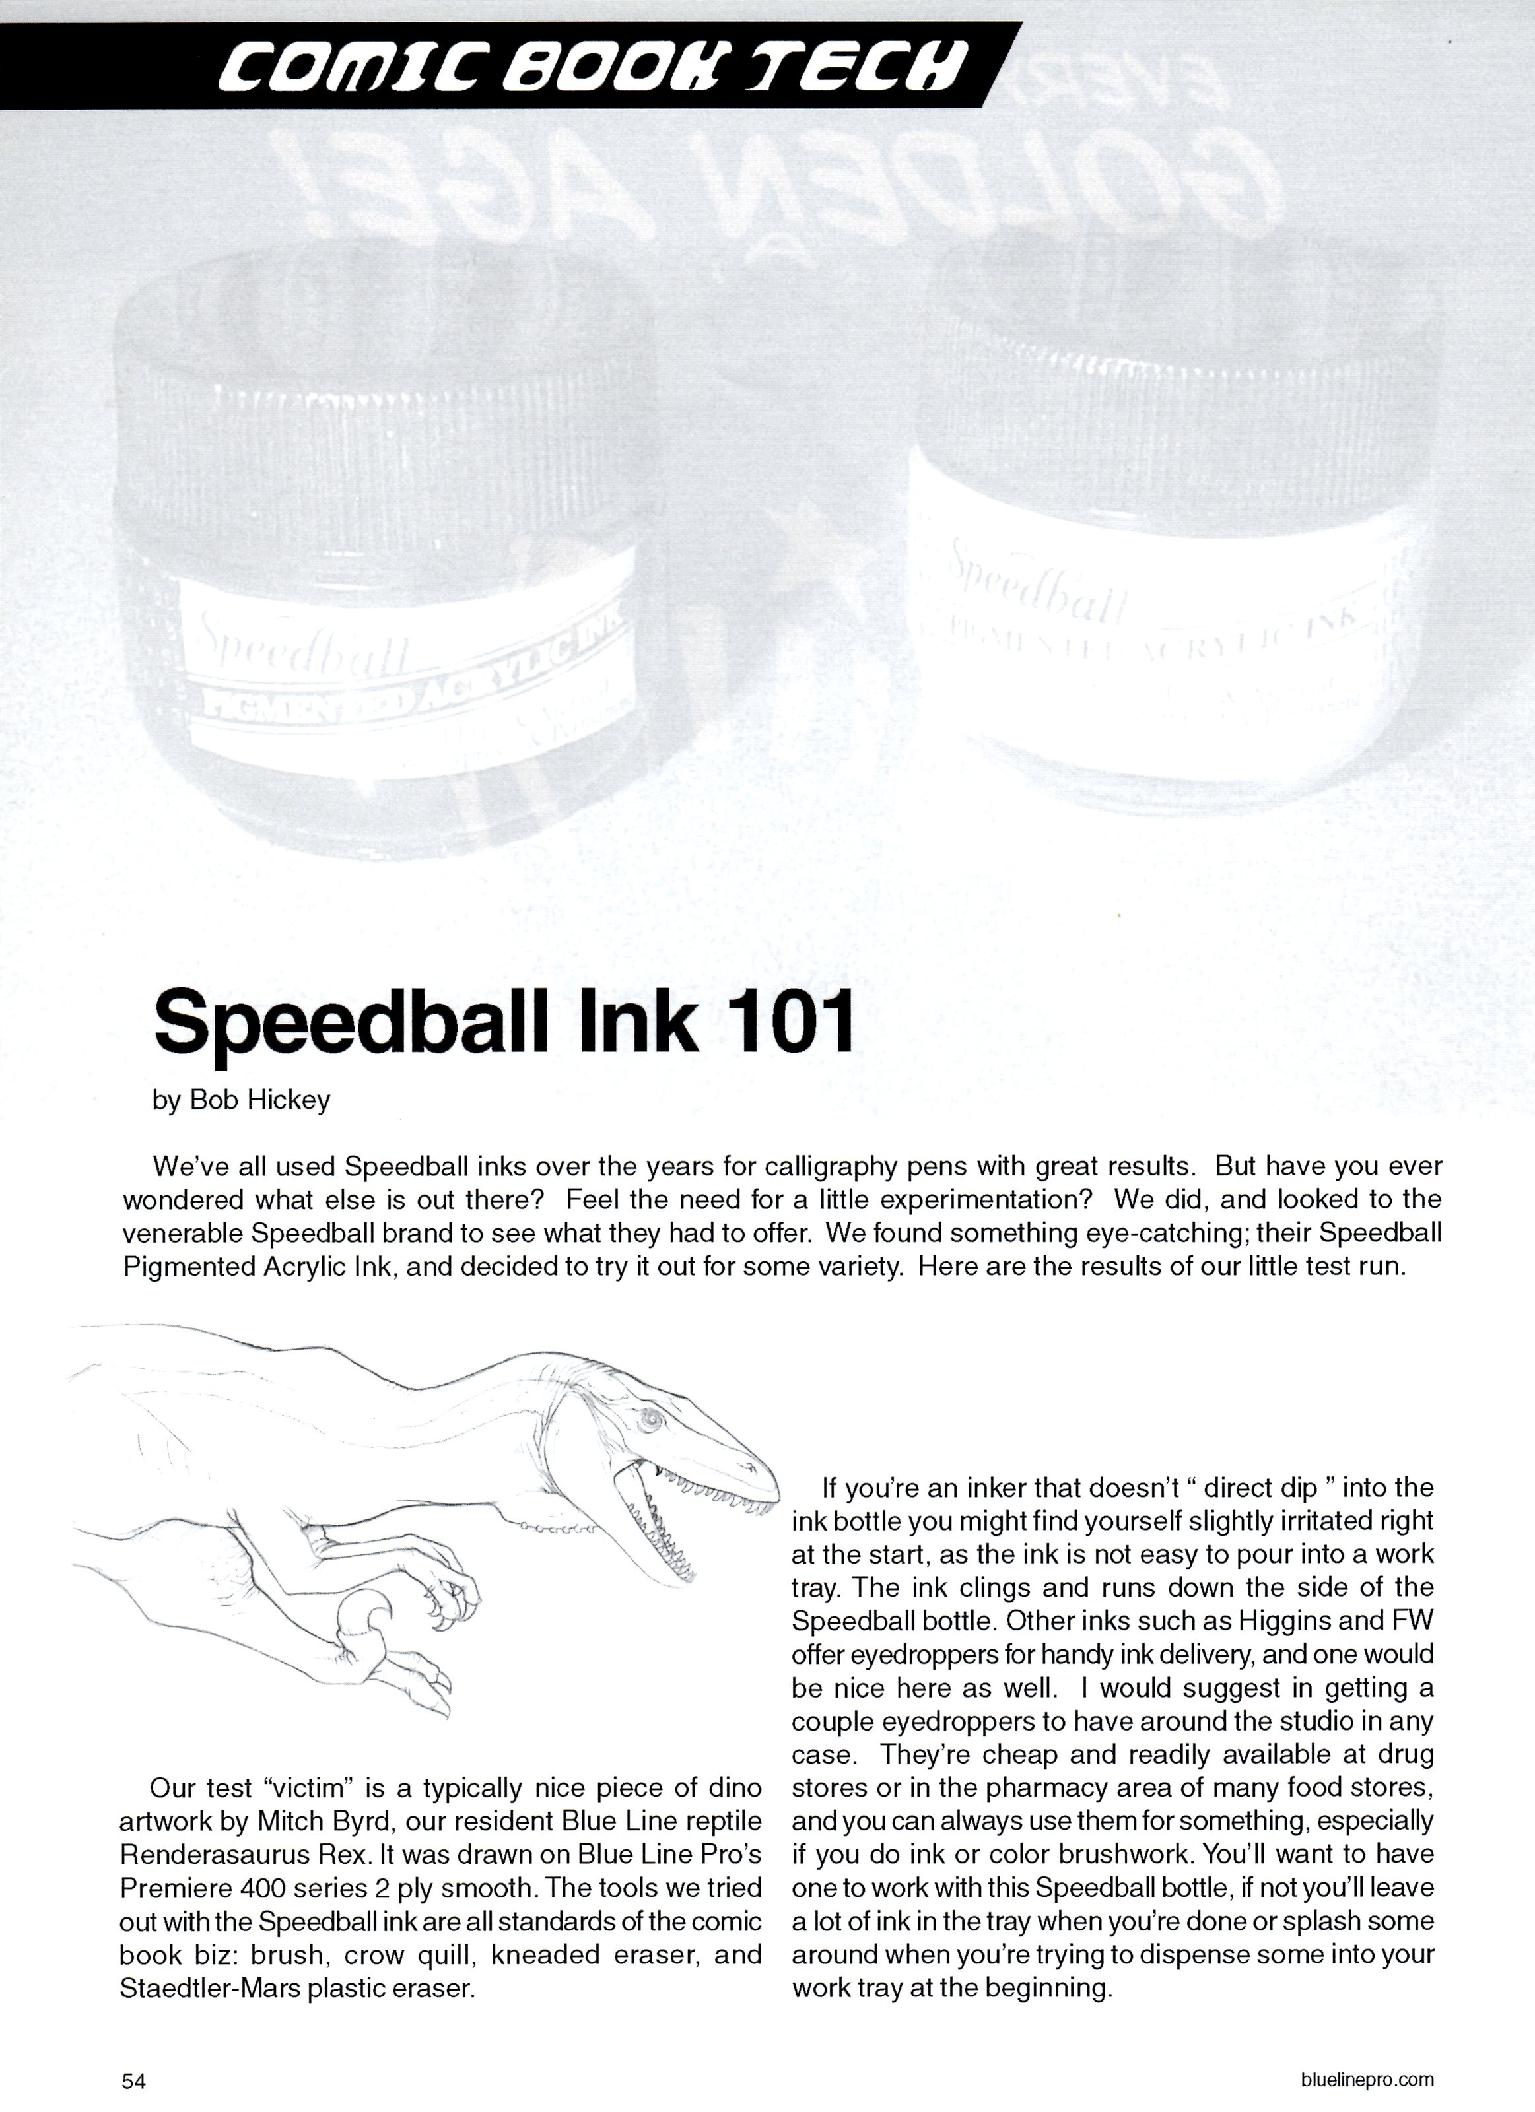 COMIC BOOK TECH
Speedball
PIGMENTED ACRYLIC INK
Speedball
PIGMENTED ACRYLIC INK
Speedball Ink 101
by Bob Hickey
We've all used Speedball inks over the years for calligraphy pens with great results. But have you ever
wondered what else is out there? Feel the need for a little experimentation? We did, and looked to the
venerable Speedball brand to see what they had to offer. We found something eye-catching; their Speedball
Pigmented Acrylic Ink, and decided to try it out for some variety. Here are the results of our little test run.
Our test “victim” is a typically nice piece of dino
artwork by Mitch Byrd, our resident Blue Line reptile
Renderasaurus Rex. It was drawn on Blue Line Pro's
Premiere 400 series 2 ply smooth. The tools we tried
out with the Speedball ink are all standards of the comic
book biz: brush, crow quill, kneaded eraser, and
Staedtler-Mars plastic eraser.
If you're an inker that doesn't “ direct dip ” into the
ink bottle you might find yourself slightly irritated right
at the start, as the ink is not easy to pour into a work
tray. The ink clings and runs down the side of the
Speedball bottle. Other inks such as Higgins and FW
offer eyedroppers for handy ink delivery, and one would
be nice here as well. I would suggest in getting a
couple eyedroppers to have around the studio in any
case. They're cheap and readily available at drug
stores or in the pharmacy area of many food stores,
and you can always use them for something, especially
if you do ink or color brushwork. You'll want to have
one to work with this Speedball bottle, if not you'll leave
a lot of ink in the tray when you're done or splash some
around when you're trying to dispense some into your
work tray at the beginning.
54
bluelinepro.com